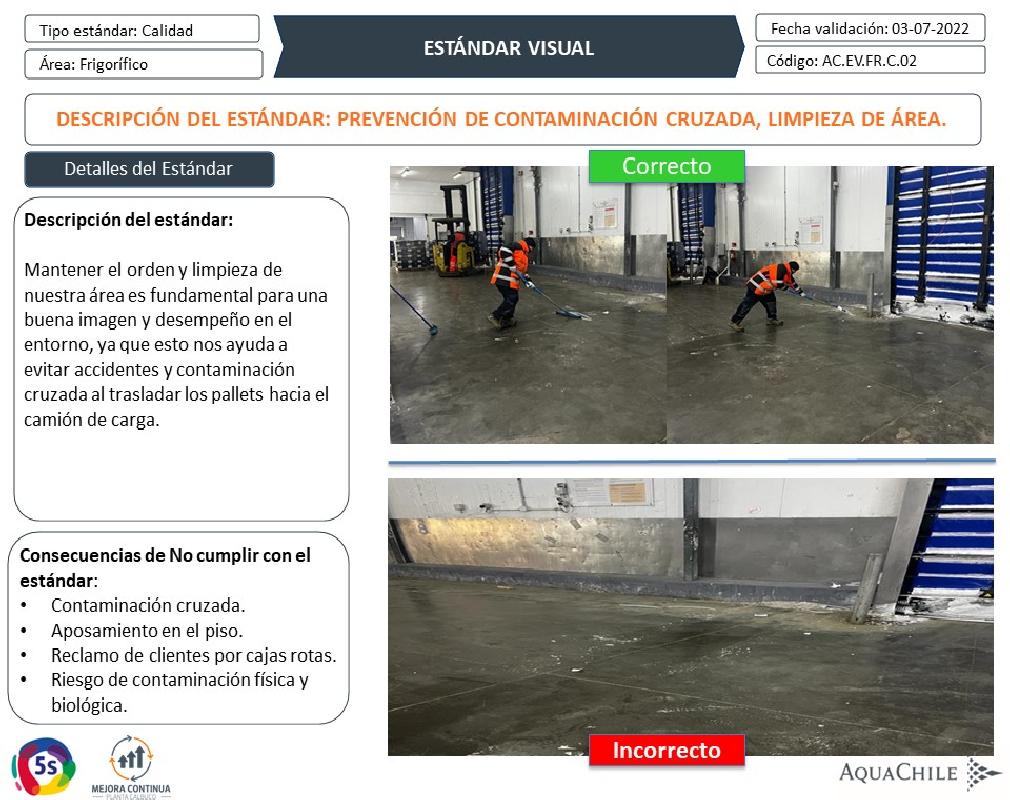 Tipo estándar: Calidad
Área: Frigorífico
ESTÁNDAR VISUAL
Fecha validación: 03-07-2022
Código: AC.EV.FR.C.02
DESCRIPCIÓN DEL ESTÁNDAR: PREVENCIÓN DE CONTAMINACIÓN CRUZADA, LIMPIEZA DE ÁREA.
Detalles del Estándar
Descripción del estándar:
Mantener el orden y limpieza de
nuestra área es fundamental para una
buena imagen y desempeño en el
entorno, ya que esto nos ayuda a
evitar accidentes y contaminación
cruzada al trasladar los pallets hacia el
camión de carga.
Consecuencias de No cumplir con el
estándar:
• Contaminación cruzada.
• Aposamiento en el piso.
• Reclamo de clientes por cajas rotas.
• Riesgo de contaminación física y
biológica.
Correcto
Incorrecto
5s
MEJORA CONTINUA
PLANTA CALBUCO
AQUACHILE